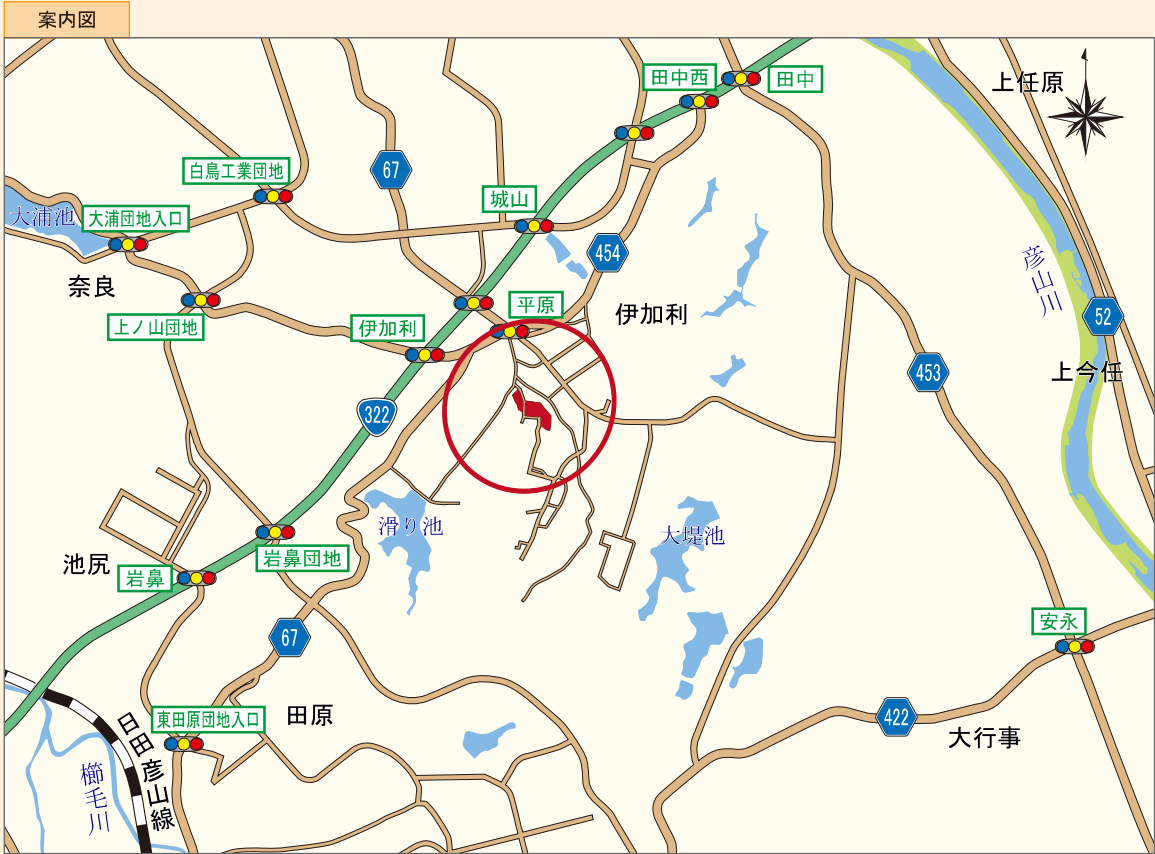 案内図
田中西
田中
上任原
67
白鳥工業団地
城山
大浦池
大浦団地入口
454
彦山川
奈良
平原
伊加利
52
上ノ山団地
伊加利
453
上今任
322
滑り池
大堤池
岩鼻団地
池尻
岩鼻
安永
67
422
田原
東田原団地入口
大行事
日田彦山線
櫛毛川